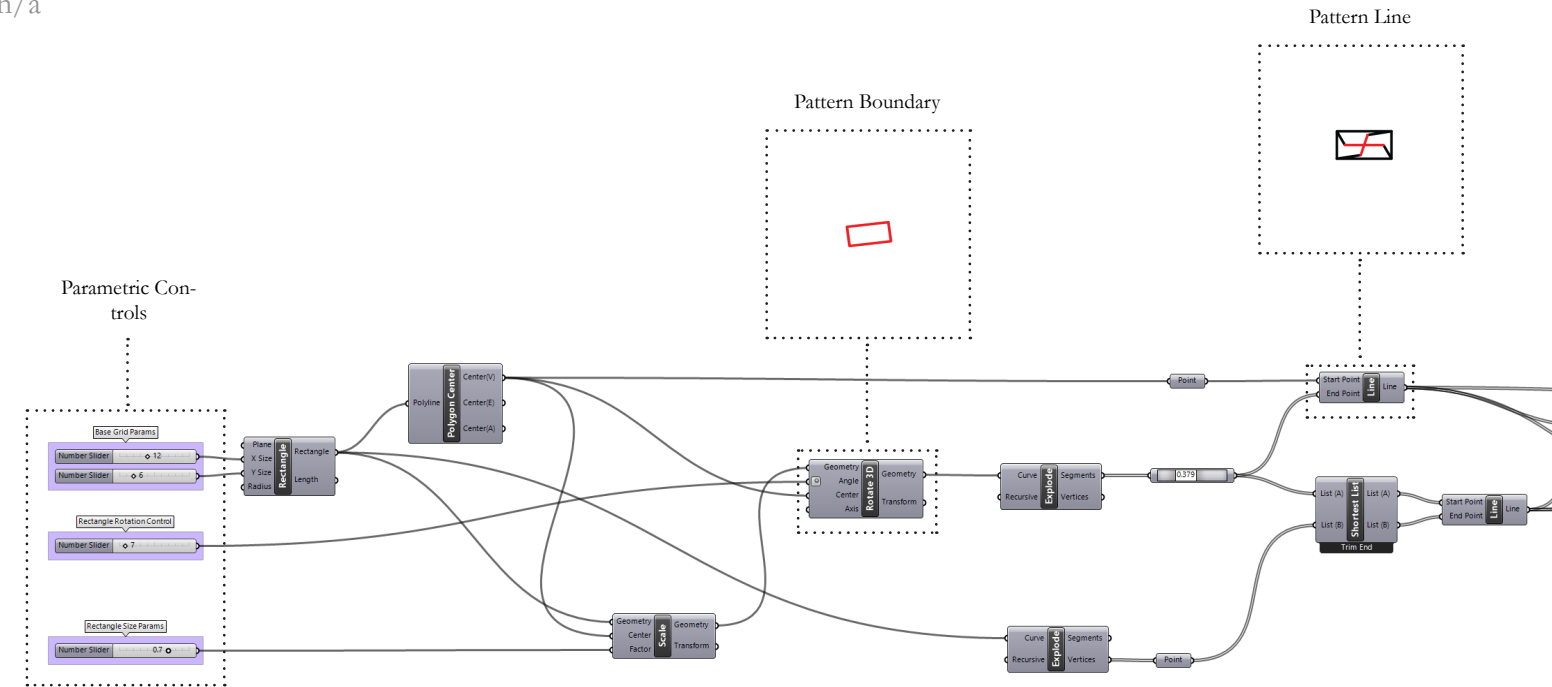 n/a
Pattern Line
Pattern Boundary
Parametric Con-
trols
Base Grid Params
Number Slider 12
Number Slider 6
Rectangle Rotation Control
Number Slider 7
Rectangle Size Params
Number Slider 0.7
Plane
X Size
Y Size
Radius
Rectangle
Rectangle
Length
Polyline
Polygon Center
Center(V)
Center(E)
Center(A)
Geometry
Center
Factor
Scale
Geometry
Transform
Geometry
Angle
Center
Axis
Rotate 3D
Geometry
Transform
Curve
Recursive
Explode
Segments
Vertices
0.379
Curve
Recursive
Explode
Segments
Vertices
Point
Point
Start Point
End Point
Line
Line
List (A)
List (B)
Shortest List
List (A)
List (B)
Trim End
Start Point
End Point
Line
Line